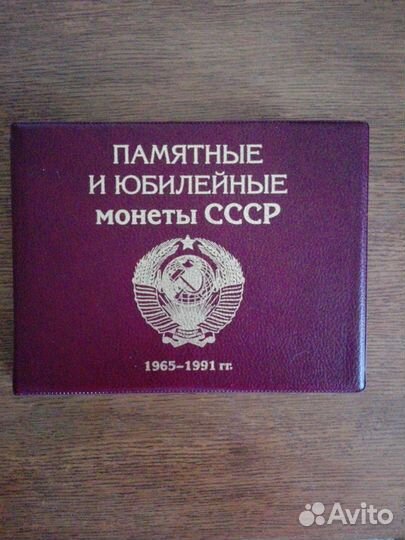 ПАМЯТНЫЕ
И ЮБИЛЕЙНЫЕ
монеты СССР
1965–1991 гг.
Avito